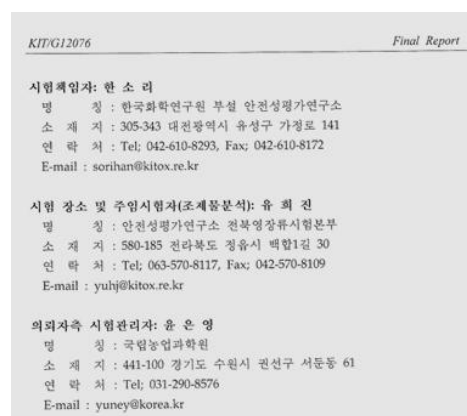 KIT/G12076 Final Report
시험책임자: 한 소 리
명 칭 : 한국화학연구원 부설 안전성평가연구소
소 재 지 : 305-343 대전광역시 유성구 가정로 141
연 락 처 : Tel; 042-610-8293, Fax; 042-610-8172
E-mail : sorihan@kitox.re.kr
시험 장소 및 주임시험자(조제물분석): 유 희 진
명 칭 : 안전성평가연구소 전북영장류시험본부
소 재 지 : 580-185 전라북도 정읍시 백합1길 30
연 락 처 : Tel; 063-570-8117, Fax; 042-570-8109
E-mail : yuhj@kitox.re.kr
의뢰자측 시험관리자: 윤 은 영
명 칭 : 국립농업과학원
소 재 지 : 441-100 경기도 수원시 권선구 서둔동 61
연 락 처 : Tel; 031-290-8576
E-mail : yuney@korea.kr